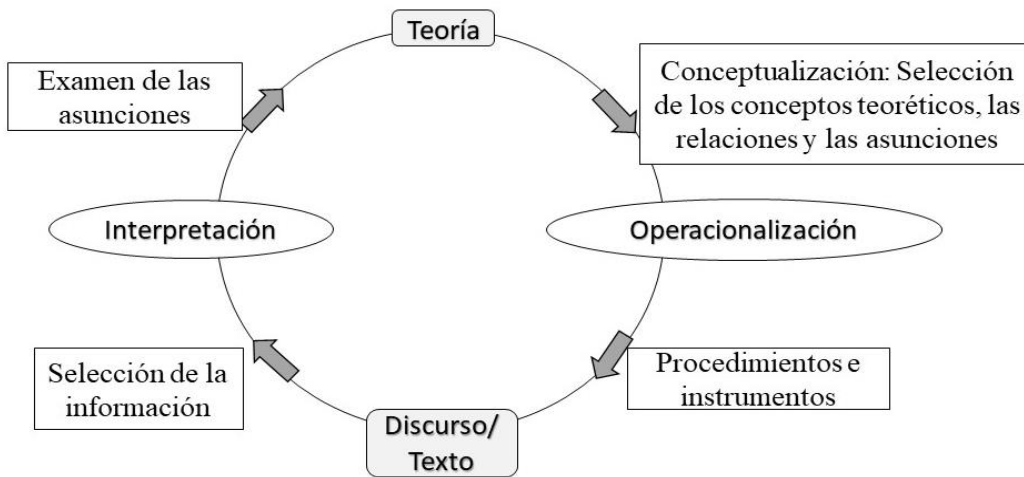 Teoría
Examen de las
asunciones
Conceptualización: Selección
de los conceptos teoréticos, las
relaciones y las asunciones
Interpretación
Operacionalización
Selección de la
información
Procedimientos e
instrumentos
Discurso/
Texto